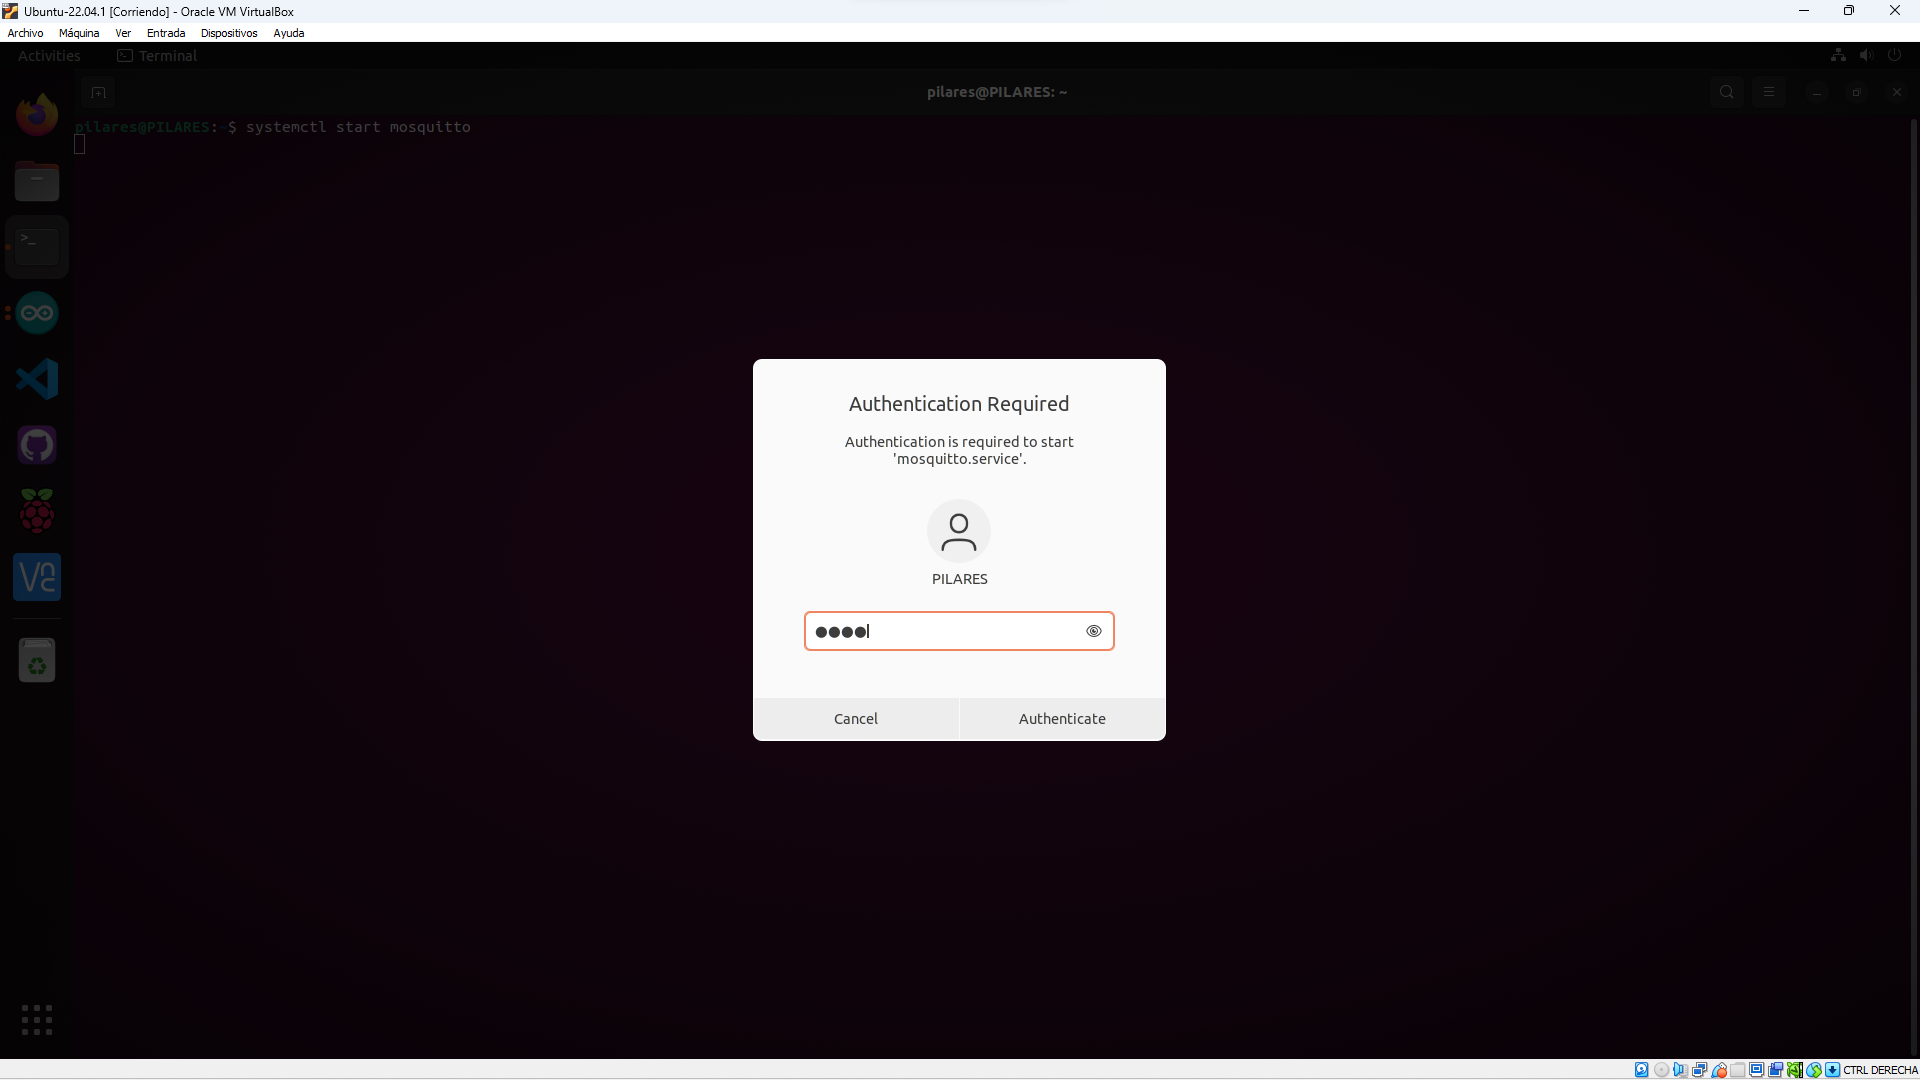 Ubuntu-22.04.1 [Corriendo] - Oracle VM VirtualBox
Archivo Máquina Ver Entrada Dispositivos Ayuda
Activities Terminal
pilares@PILARES: ~
pilares@PILARES:~$ systemctl start mosquitto
Authentication Required
Authentication is required to start
'mosquitto.service'.
PILARES
Cancel Authenticate
CTRL DERECHA